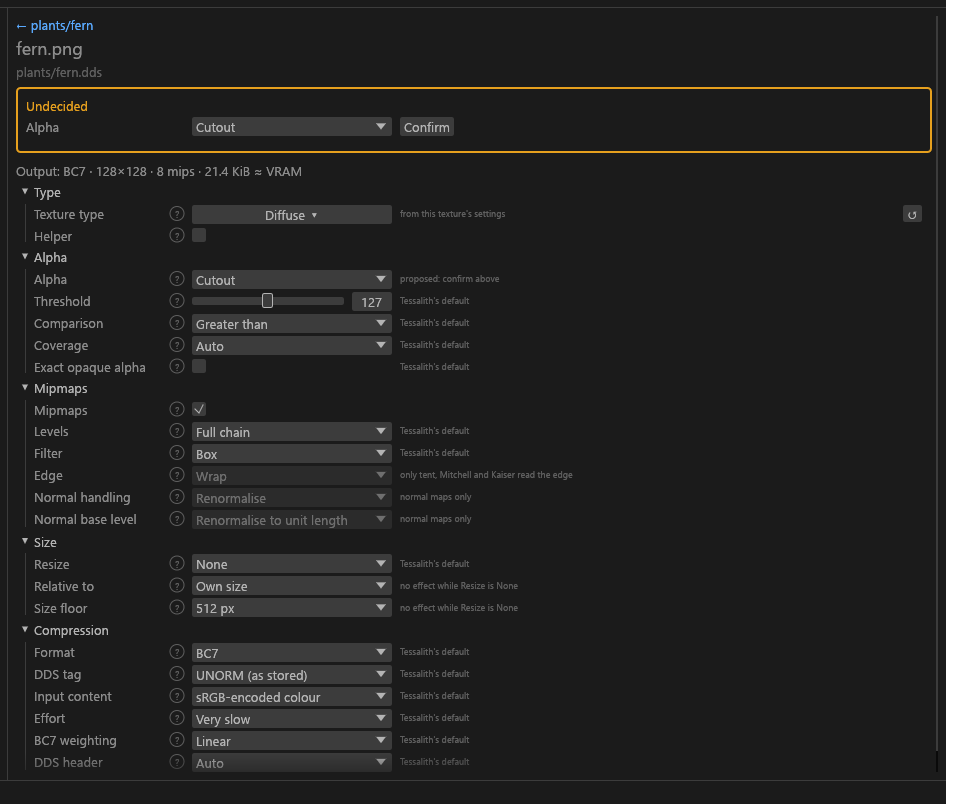 ← plants/fern
fern.png
plants/fern.dds
Undecided
Alpha Cutout Confirm
Output: BC7 · 128×128 · 8 mips · 21.4 KiB ≈ VRAM
Type
Texture type ? Diffuse ▾ from this texture's settings ↺
Helper ?
Alpha
Alpha ? Cutout proposed: confirm above
Threshold ? 127 Tessalith's default
Comparison ? Greater than Tessalith's default
Coverage ? Auto Tessalith's default
Exact opaque alpha ? Tessalith's default
Mipmaps
Mipmaps ?
Levels ? Full chain Tessalith's default
Filter ? Box Tessalith's default
Edge ? Wrap only tent, Mitchell and Kaiser read the edge
Normal handling ? Renormalise normal maps only
Normal base level ? Renormalise to unit length normal maps only
Size
Resize ? None Tessalith's default
Relative to ? Own size no effect while Resize is None
Size floor ? 512 px no effect while Resize is None
Compression
Format ? BC7 Tessalith's default
DDS tag ? UNORM (as stored) Tessalith's default
Input content ? sRGB-encoded colour Tessalith's default
Effort ? Very slow Tessalith's default
BC7 weighting ? Linear Tessalith's default
DDS header ? Auto Tessalith's default